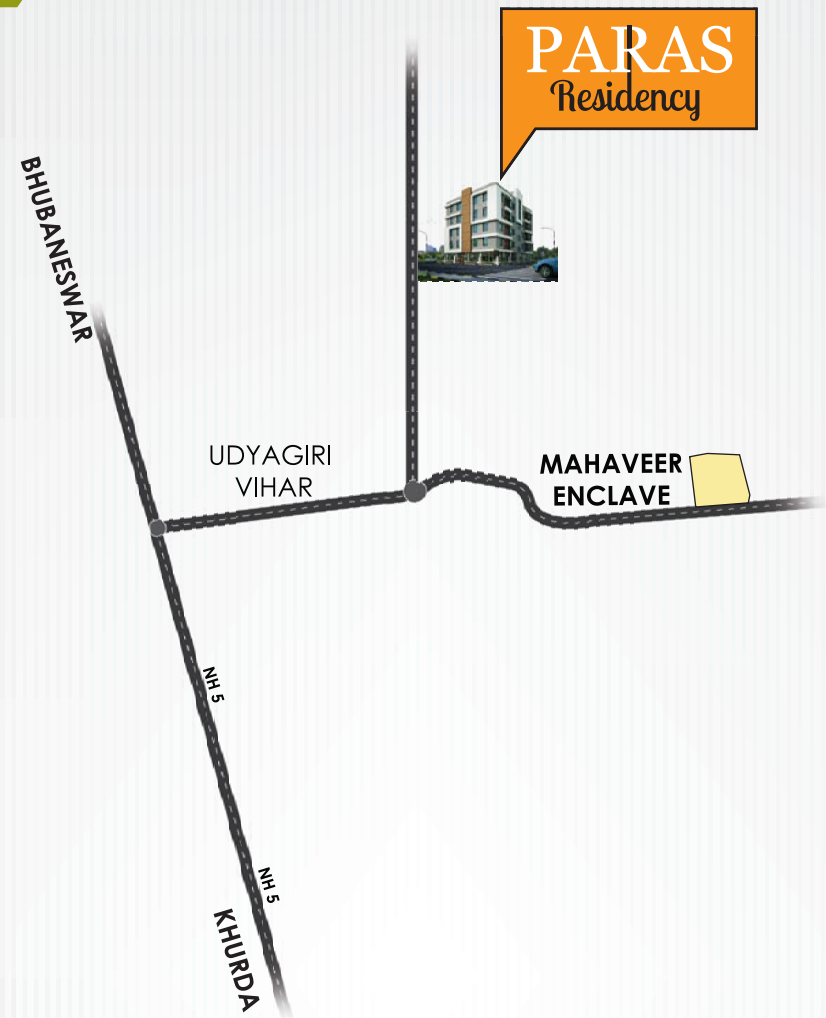 PARAS
Residency
BHUBANESWAR
UDYAGIRI
VIHAR
MAHAVEER
ENCLAVE
NH 5
NH 5
KHURDA